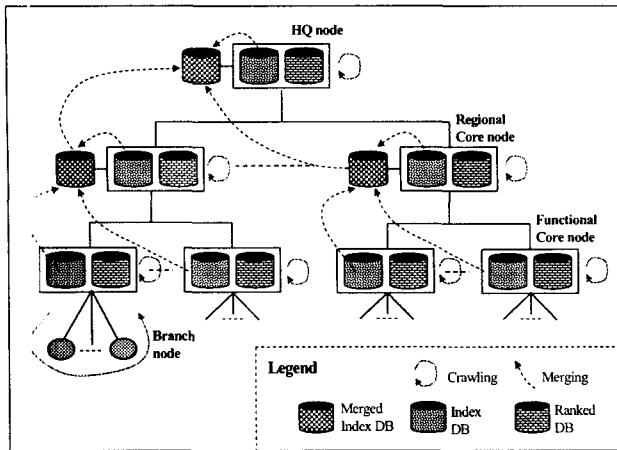 HQ node
Regional
Core node
Functional
Core node
Branch
node
Legend
Crawling
Merging
Merged
Index DB
Index
DB
Ranked
DB